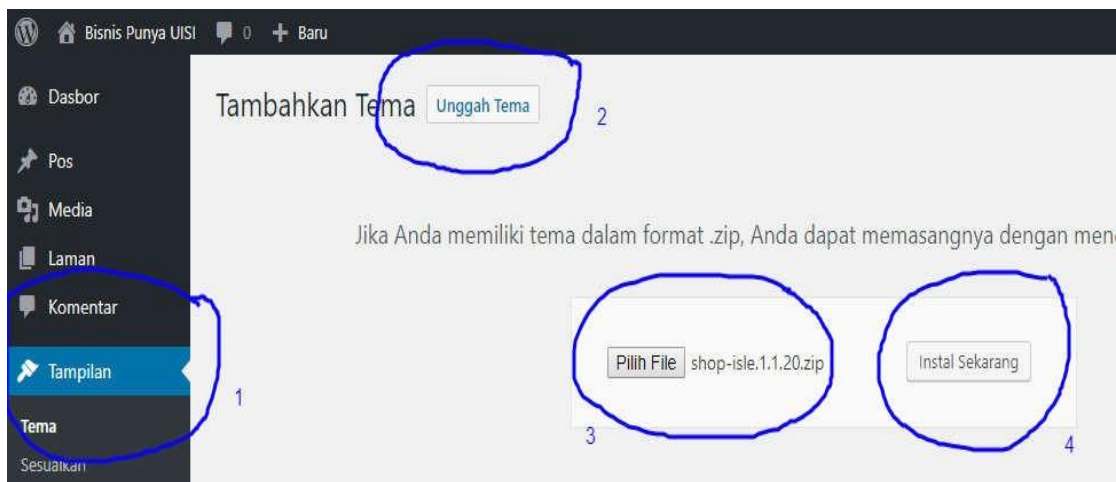 Bisnis Punya UISI 0 + Baru
Dasbor
Pos
Media
Laman
Komentar
Tampilan
Tema
Sesuaikan
1
Tambahkan Tema Unggah Tema
2
Jika Anda memiliki tema dalam format .zip, Anda dapat memasangnya dengan
Pilih File shop-isle.1.1.20.zip Instal Sekarang
3 4